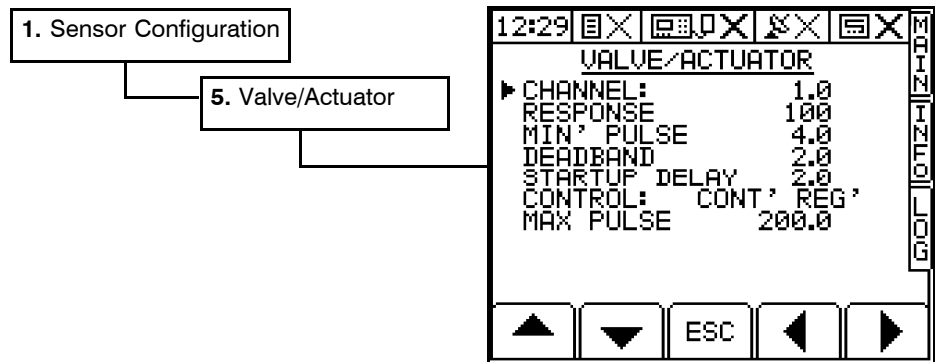 1. Sensor Configuration
5. Valve/Actuator
12:29
VALVE/ACTUATOR
CHANNEL: 1.0
RESPONSE 100
MIN' PULSE 4.0
DEADBAND 2.0
STARTUP DELAY 2.0
CONTROL: CONT' REG'
MAX PULSE 200.0
MAIN
INFO
LOG
ESC